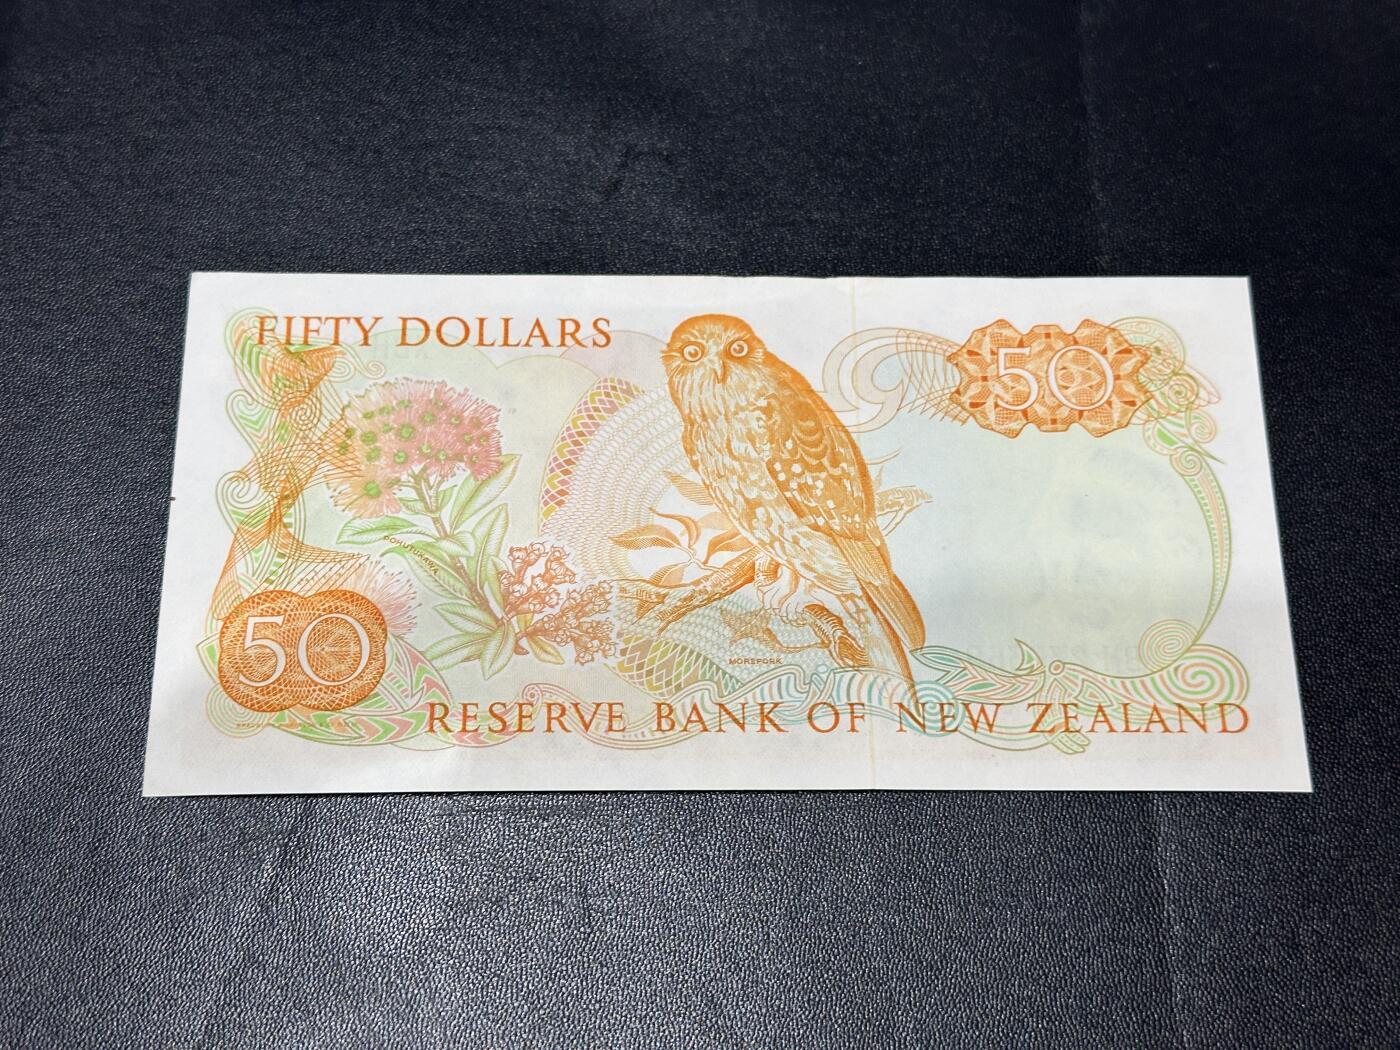 FIFTY DOLLARS
50
POHUTUKAWA
50
MOREPORK
RESERVE BANK OF NEW ZEALAND